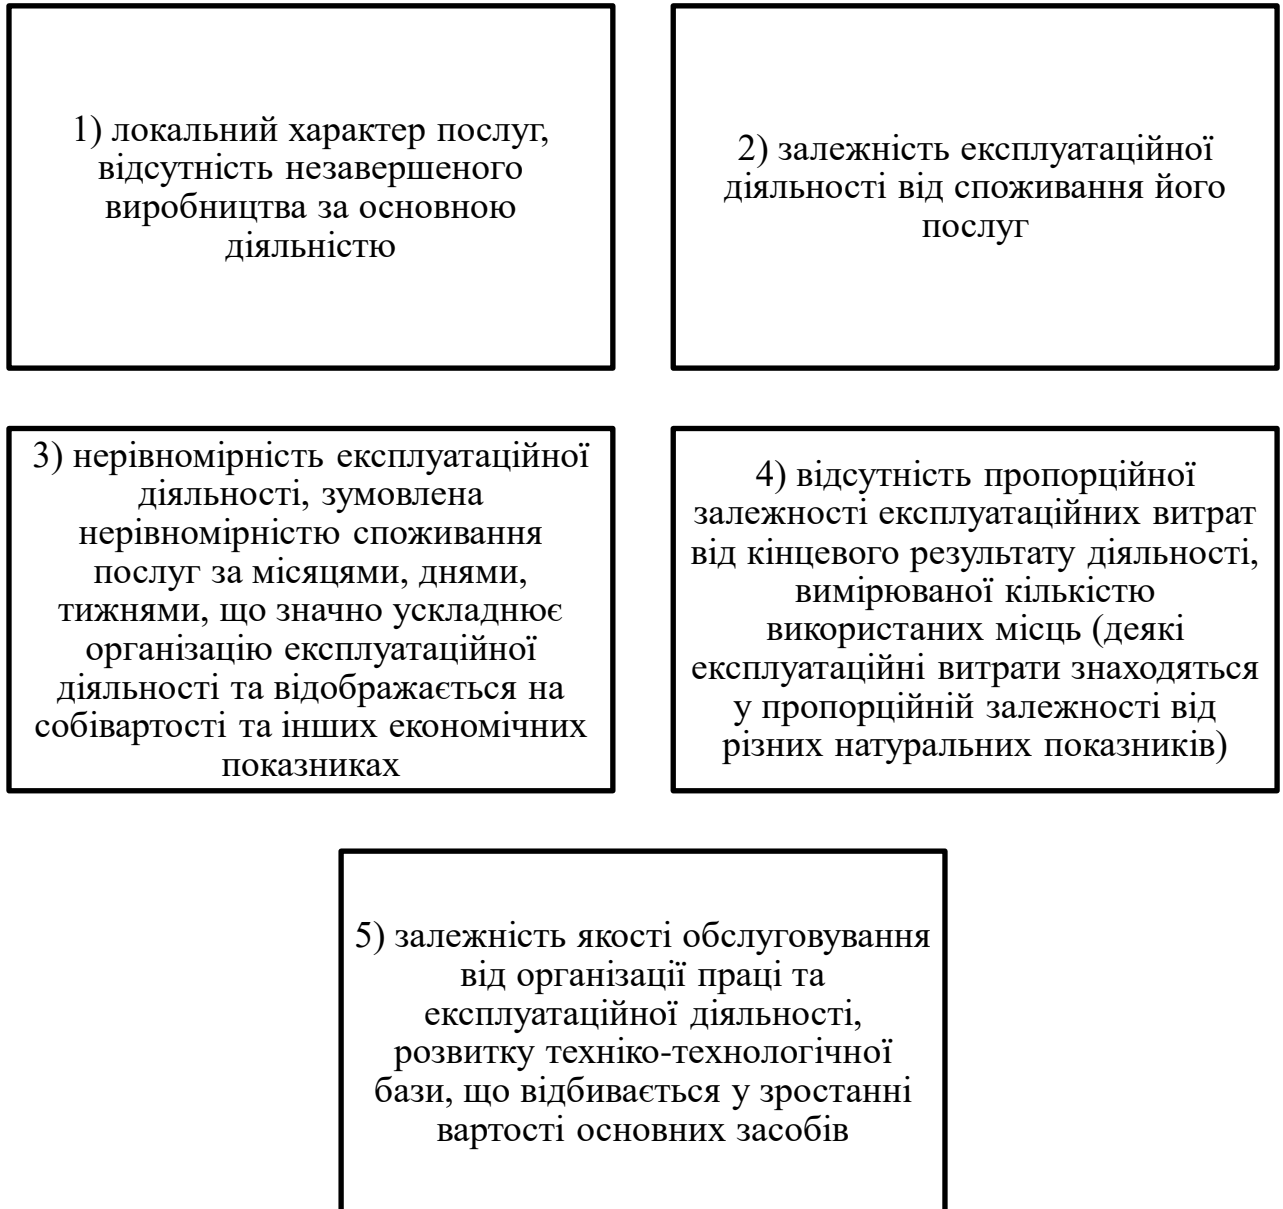 1) локальний характер послуг,
відсутність незавершеного
виробництва за основною
діяльністю
2) залежність експлуатаційної
діяльності від споживання його
послуг
3) нерівномірність експлуатаційної
діяльності, зумовлена
нерівномірністю споживання
послуг за місяцями, днями,
тижнями, що значно ускладнює
організацію експлуатаційної
діяльності та відображається на
собівартості та інших економічних
показниках
4) відсутність пропорційної
залежності експлуатаційних витрат
від кінцевого результату діяльності,
вимірюваної кількістю
використаних місць (деякі
експлуатаційні витрати знаходяться
у пропорційній залежності від
різних натуральних показників)
5) залежність якості обслуговування
від організації праці та
експлуатаційної діяльності,
розвитку техніко-технологічної
бази, що відбивається у зростанні
вартості основних засобів